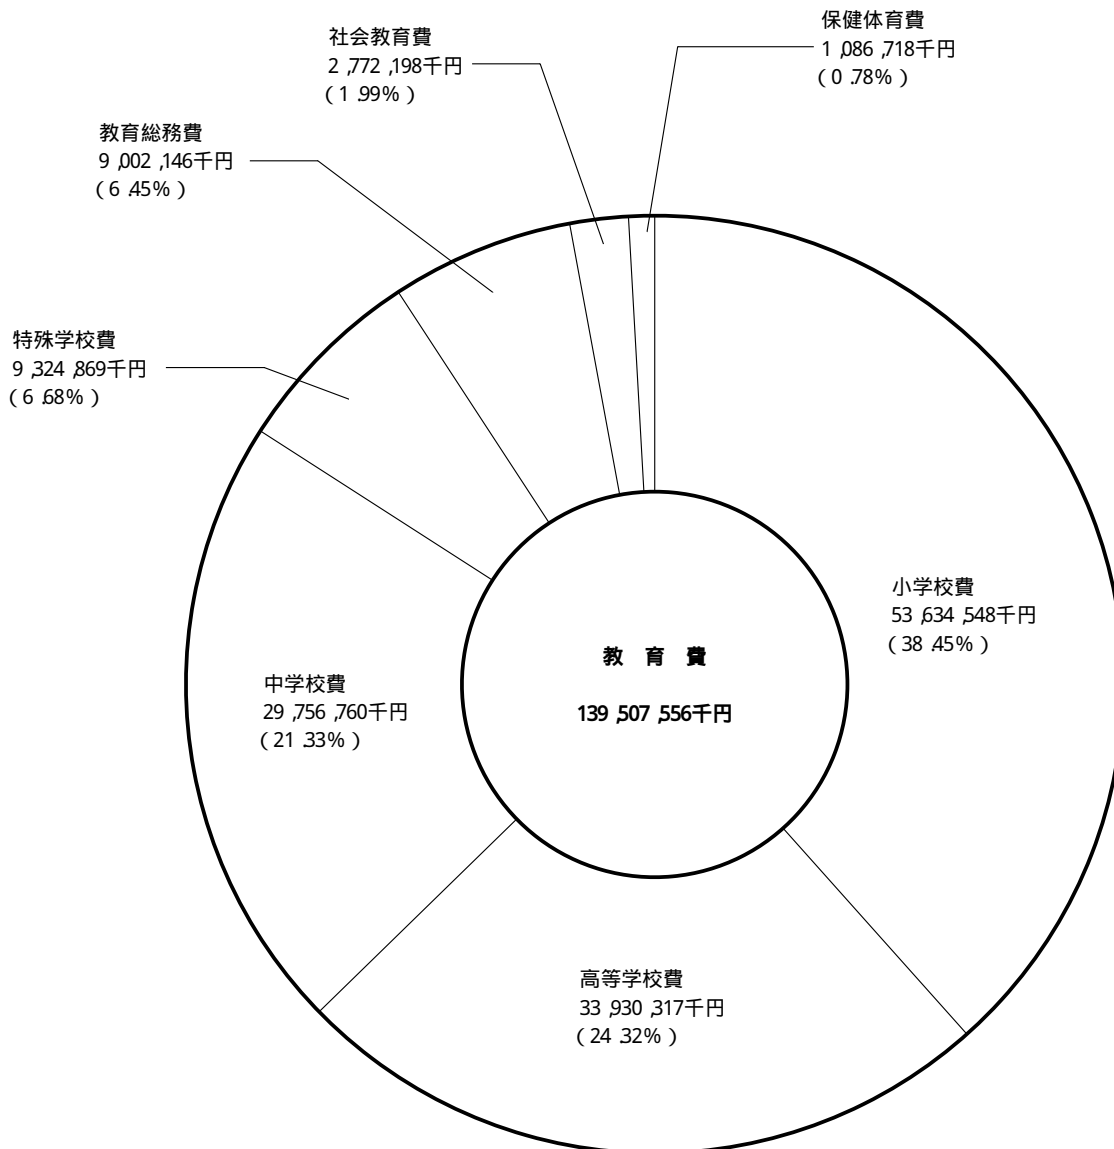 保健体育費
1,086,718千円
(0.78%)
社会教育費
2,772,198千円
(1.99%)
教育総務費
9,002,146千円
(6.45%)
特殊学校費
9,324,869千円
(6.68%)
小学校費
53,634,548千円
(38.45%)
教育費
139,507,556千円
中学校費
29,756,760千円
(21.33%)
高等学校費
33,930,317千円
(24.32%)